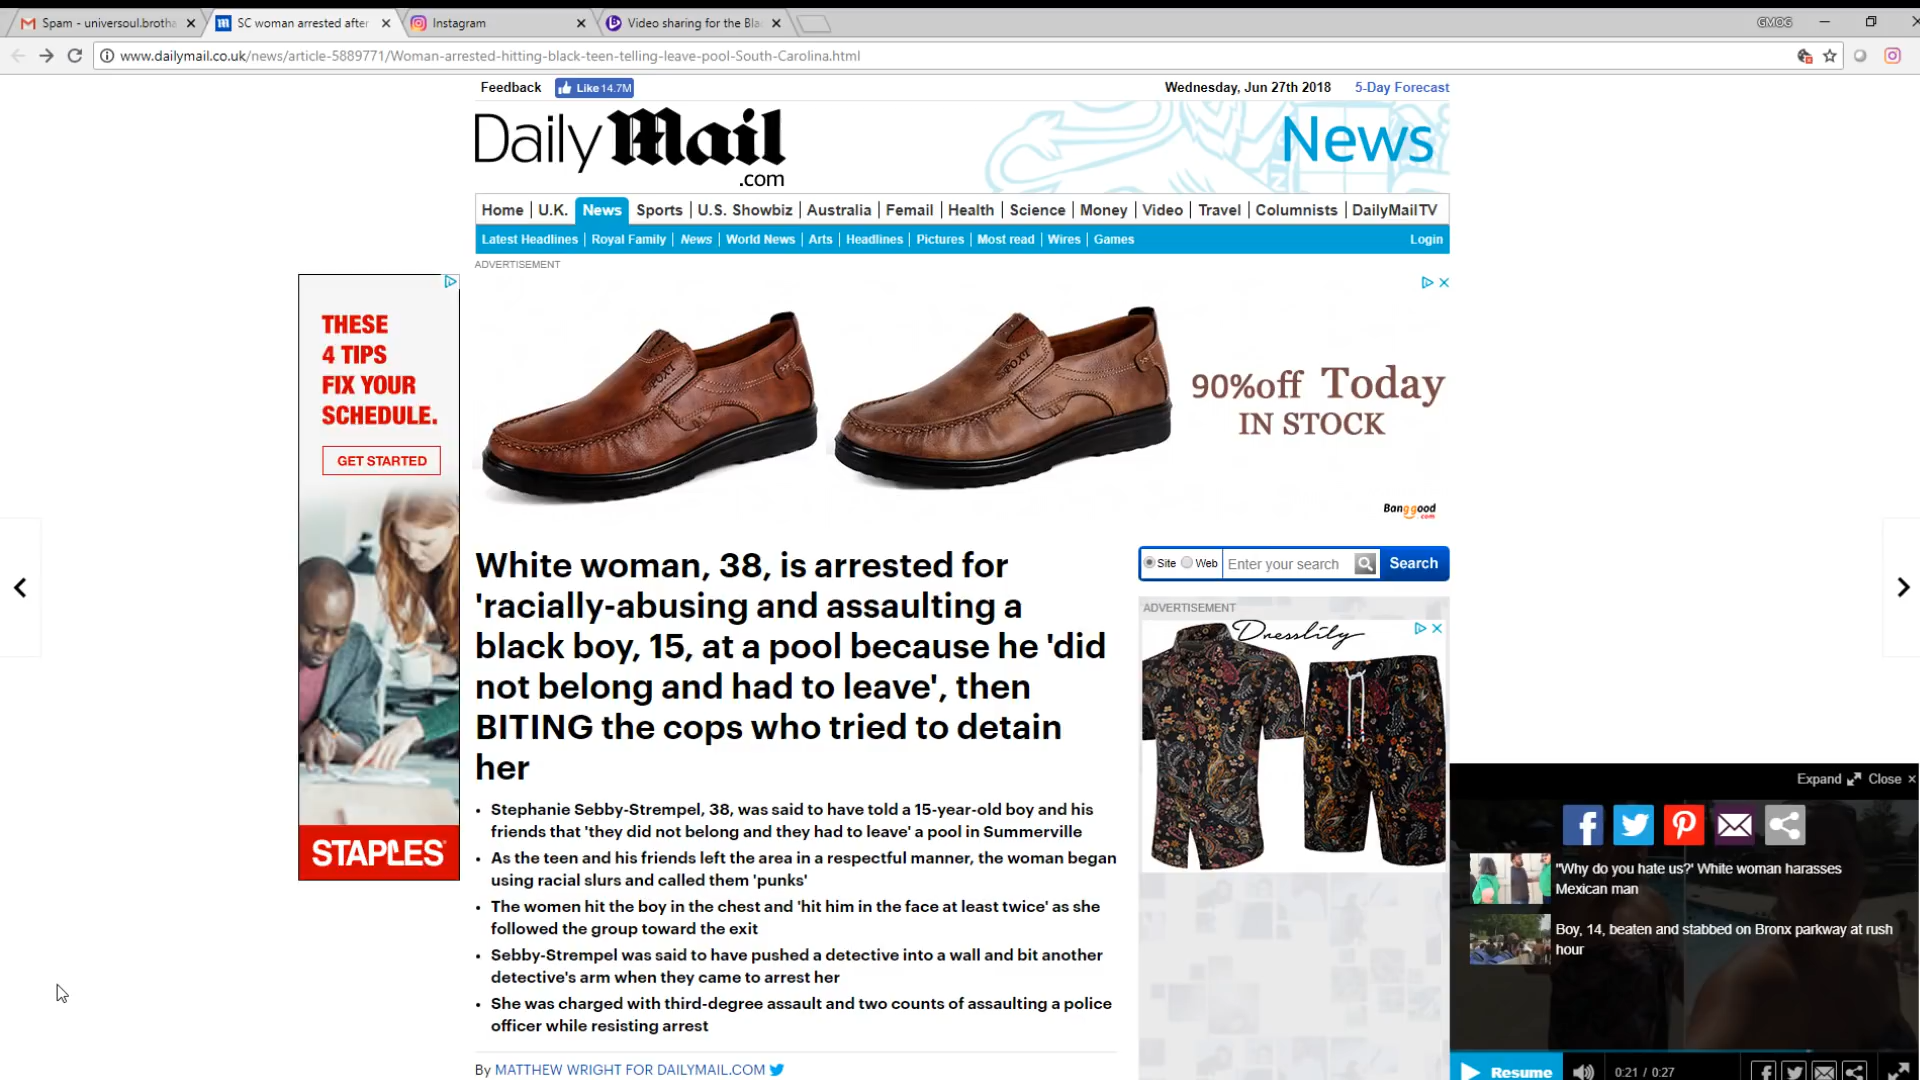 Spam - universoul.brotha
SC woman arrested after
Instagram
Video sharing for the Bla
GMOG
www.dailymail.co.uk/news/article-5889771/Woman-arrested-hitting-black-teen-telling-leave-pool-South-Carolina.html
Feedback
Like 14.7M
Wednesday, Jun 27th 2018
5-Day Forecast
Daily Mail
.com
News
Home
U.K.
News
Sports
U.S. Showbiz
Australia
Femail
Health
Science
Money
Video
Travel
Columnists
DailyMailTV
Latest Headlines
Royal Family
News
World News
Arts
Headlines
Pictures
Most read
Wires
Games
Login
ADVERTISEMENT
THESE
4 TIPS
FIX YOUR
SCHEDULE.
GET STARTED
STAPLES
90%off Today
IN STOCK
Banggood
.com
White woman, 38, is arrested for
'racially-abusing and assaulting a
black boy, 15, at a pool because he 'did
not belong and had to leave', then
BITING the cops who tried to detain
her
• Stephanie Sebby-Strempel, 38, was said to have told a 15-year-old boy and his
friends that 'they did not belong and they had to leave' a pool in Summerville
• As the teen and his friends left the area in a respectful manner, the woman began
using racial slurs and called them 'punks'
• The women hit the boy in the chest and 'hit him in the face at least twice' as she
followed the group toward the exit
• Sebby-Strempel was said to have pushed a detective into a wall and bit another
detective's arm when they came to arrest her
• She was charged with third-degree assault and two counts of assaulting a police
officer while resisting arrest
By MATTHEW WRIGHT FOR DAILYMAIL.COM
Site
Web
Enter your search
Search
ADVERTISEMENT
Dresslily
Expand
Close
"Why do you hate us?' White woman harasses
Mexican man
Boy, 14, beaten and stabbed on Bronx parkway at rush
hour
Resume
0:21 / 0:27